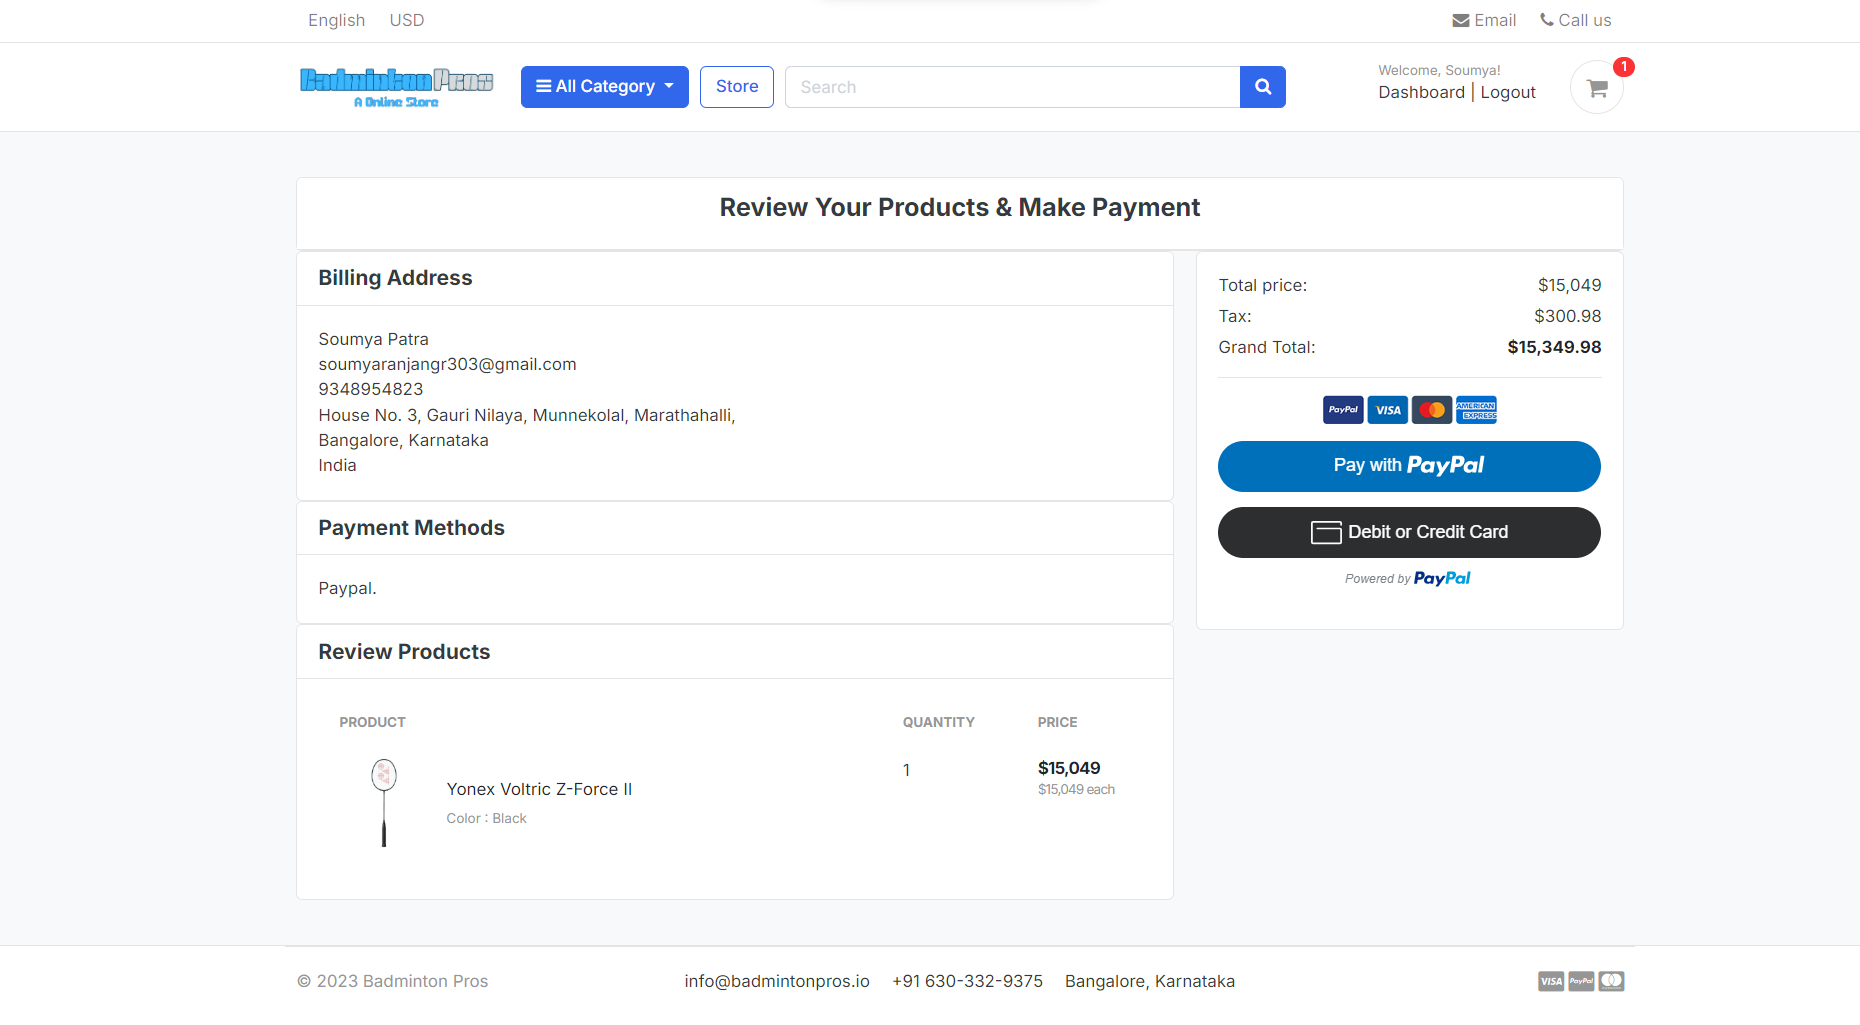 English USD Email Call us
Badminton Pros
A Online Store
All Category Store Search
Welcome, Soumya!
Dashboard | Logout
1
Review Your Products & Make Payment
Billing Address
Soumya Patra
soumyaranjangr303@gmail.com
9348954823
House No. 3, Gauri Nilaya, Munnekolal, Marathahalli,
Bangalore, Karnataka
India
Payment Methods
Paypal.
Review Products
PRODUCT QUANTITY PRICE
Yonex Voltric Z-Force II 1 $15,049
$15,049 each
Color : Black
Total price: $15,049
Tax: $300.98
Grand Total: $15,349.98
PayPal VISA AMERICAN EXPRESS
Pay with PayPal
Debit or Credit Card
Powered by PayPal
© 2023 Badminton Pros info@badmintonpros.io +91 630-332-9375 Bangalore, Karnataka VISA PayPal